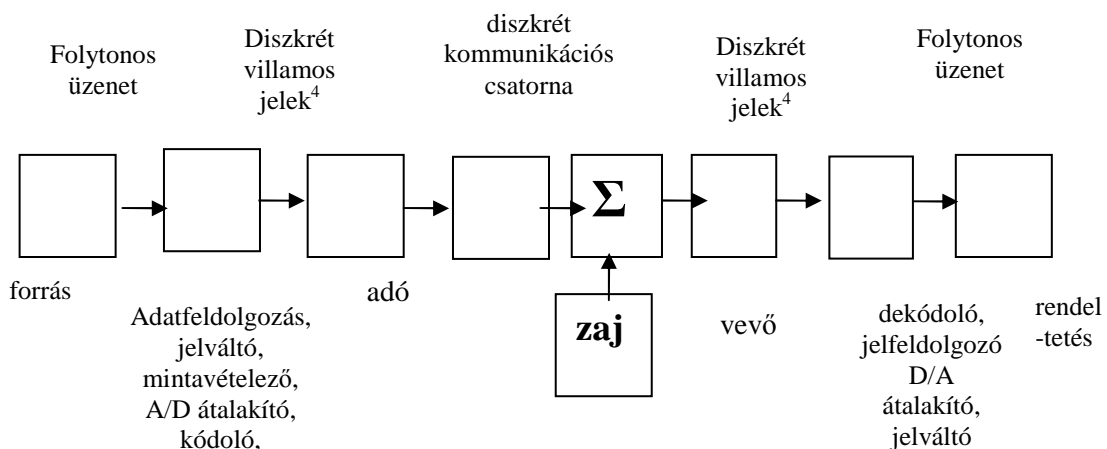 Folytonos
üzenet
Diszkrét
villamos
jelek⁴
diszkrét
kommunikációs
csatorna
Diszkrét
villamos
jelek⁴
Folytonos
üzenet
Σ
zaj
forrás
Adatfeldolgozás,
jelváltó,
mintavételező,
A/D átalakító,
kódoló,
adó
vevő
dekódoló,
jelfeldolgozó
D/A
átalakító,
jelváltó
rendel
-tetés